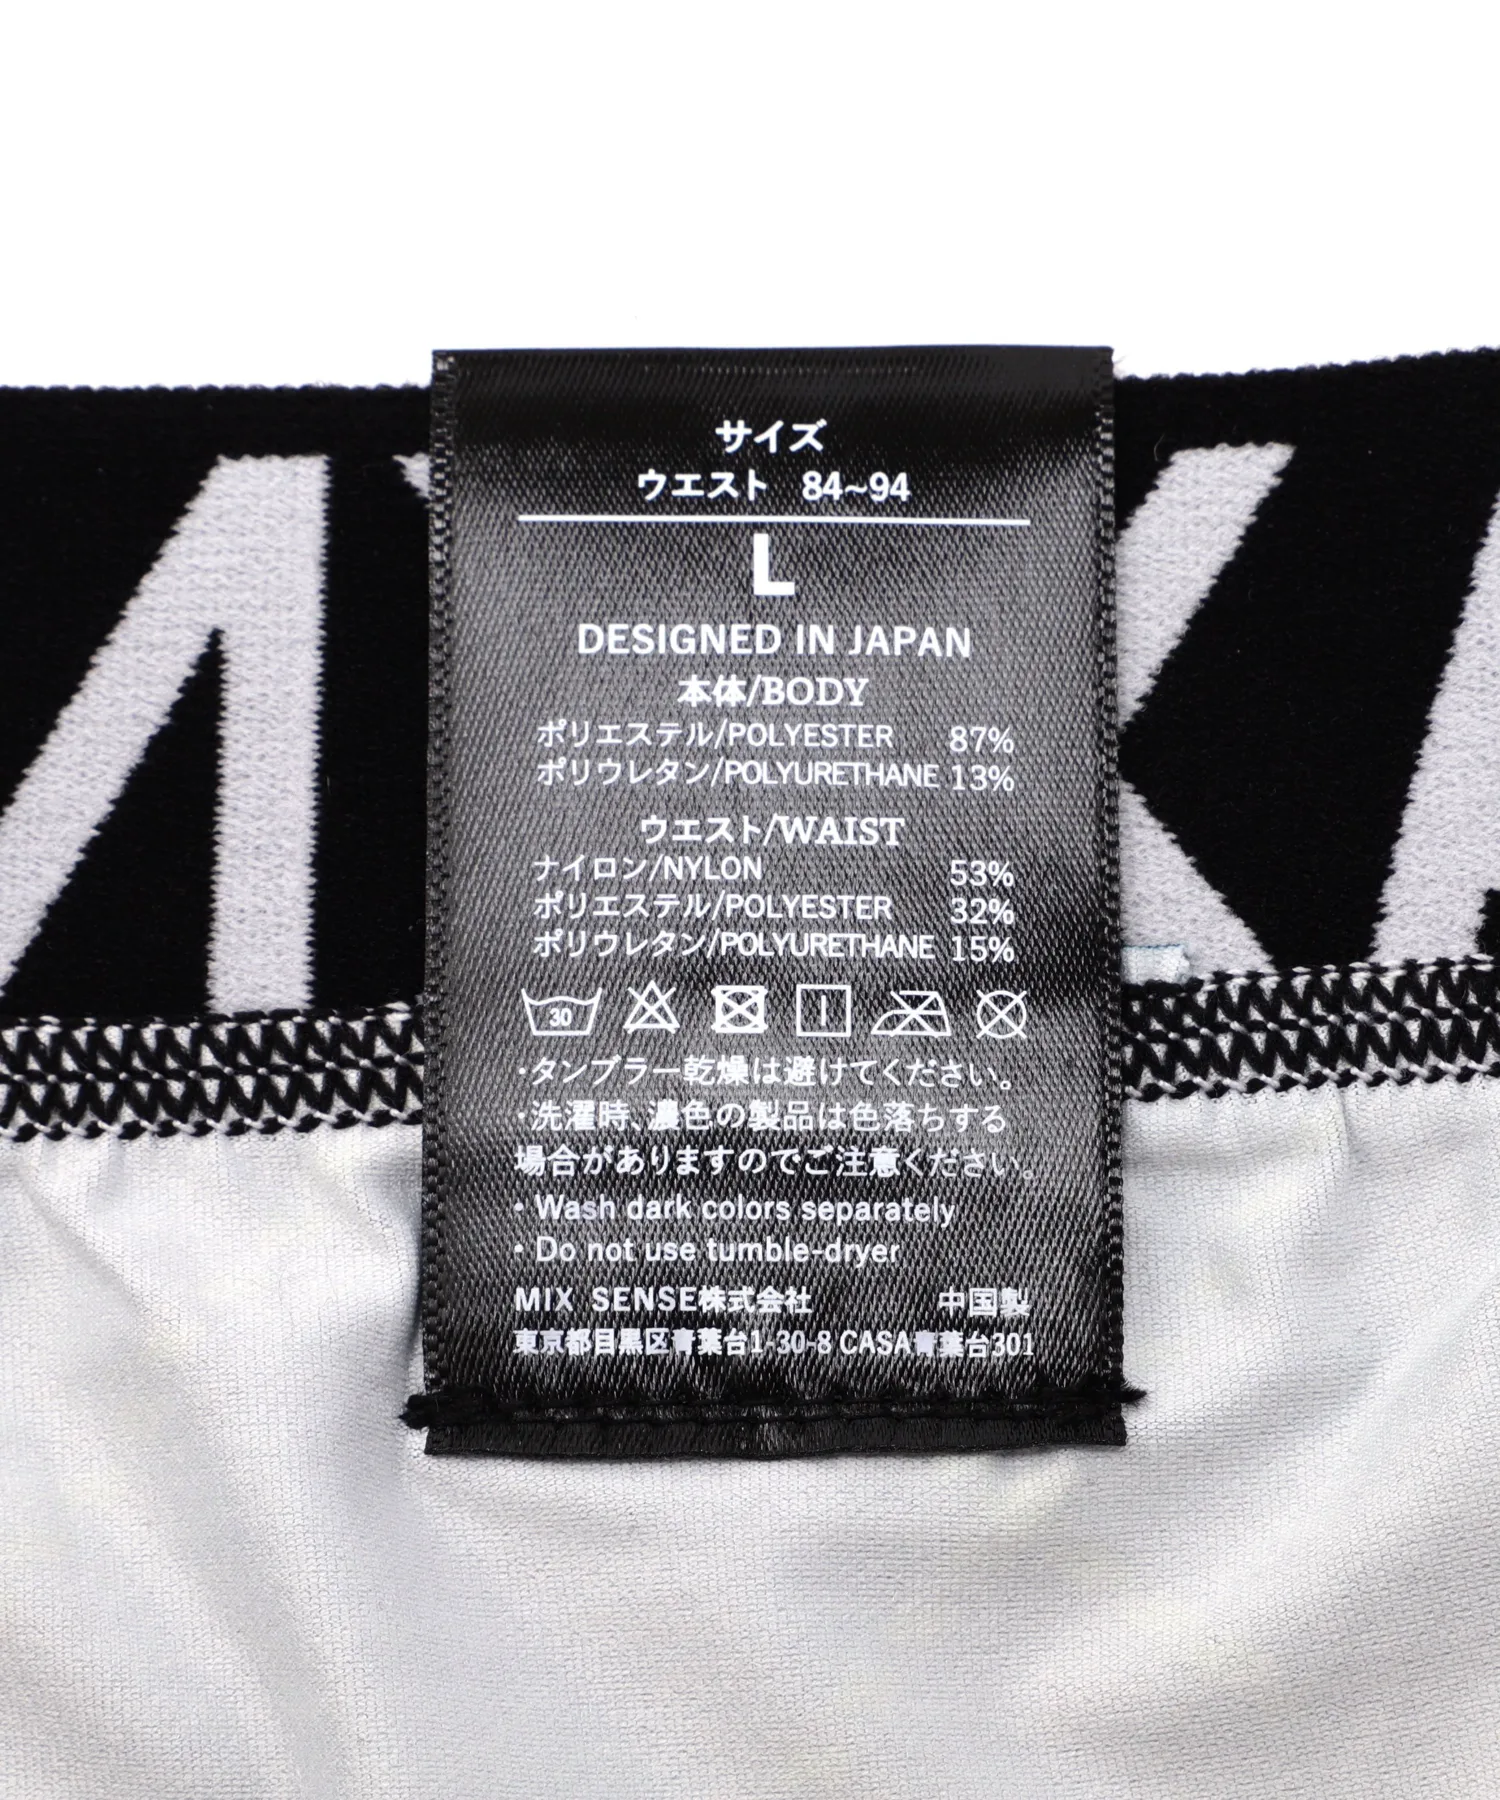 サイズ
ウエスト 84~94
L
DESIGNED IN JAPAN
本体/BODY
ポリエステル/POLYESTER 87%
ポリウレタン/POLYURETHANE 13%
ウエスト/WAIST
ナイロン/NYLON 53%
ポリエステル/POLYESTER 32%
ポリウレタン/POLYURETHANE 15%
30
・タンブラー乾燥は避けてください。
・洗濯時、濃色の製品は色落ちする
場合がありますのでご注意ください。
・Wash dark colors separately
・Do not use tumble-dryer
MIX SENSE株式会社 中国製
東京都目黒区青葉台1-30-8 CASA青葉台301